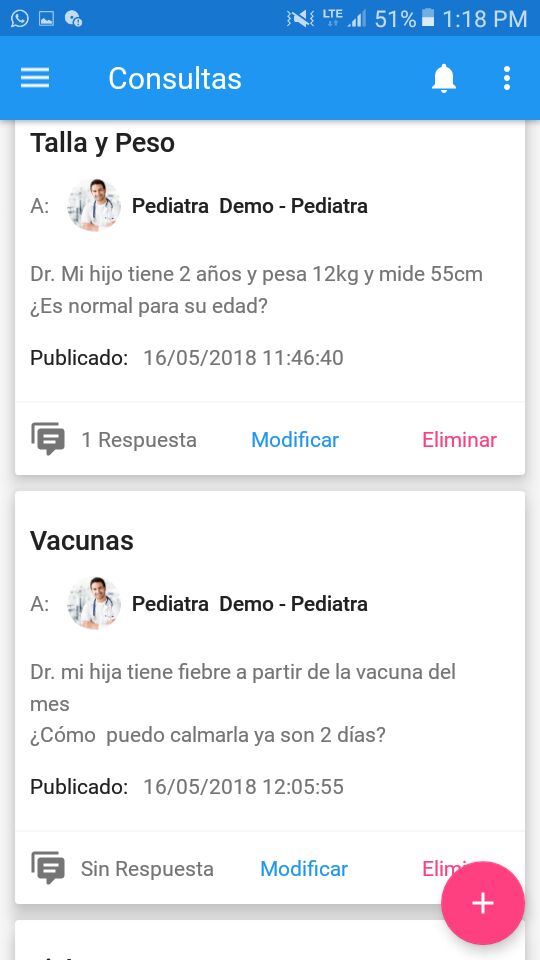 LTE 51% 1:18 PM
Consultas
Talla y Peso
A: Pediatra Demo - Pediatra
Dr. Mi hijo tiene 2 años y pesa 12kg y mide 55cm
¿Es normal para su edad?
Publicado: 16/05/2018 11:46:40
1 Respuesta Modificar Eliminar
Vacunas
A: Pediatra Demo - Pediatra
Dr. mi hija tiene fiebre a partir de la vacuna del
mes
¿Cómo puedo calmarla ya son 2 días?
Publicado: 16/05/2018 12:05:55
Sin Respuesta Modificar